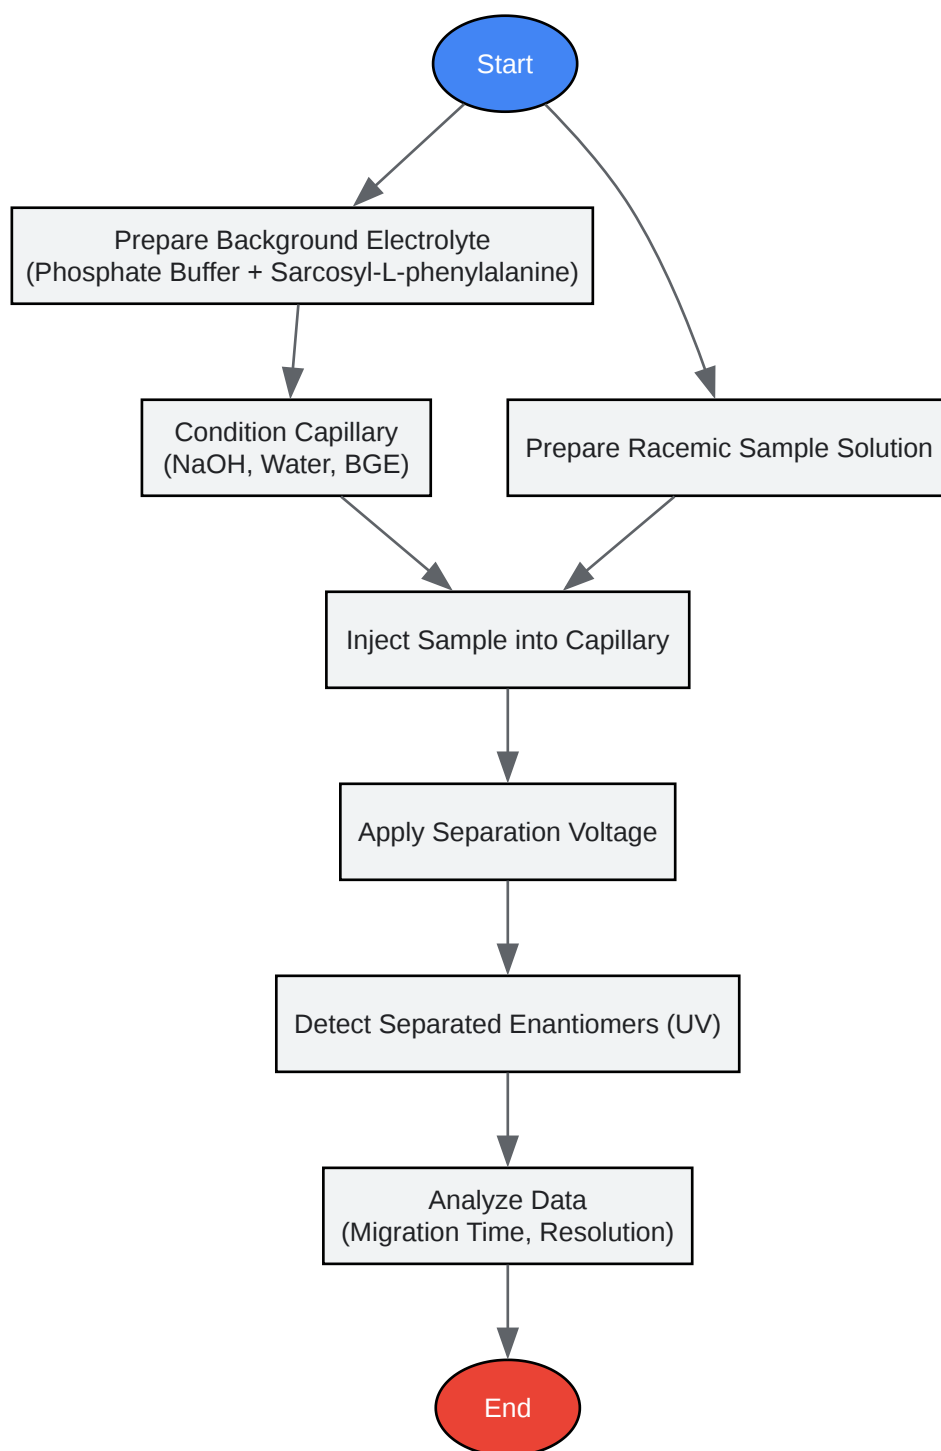 Start
Prepare Background Electrolyte
(Phosphate Buffer + Sarcosyl-L-phenylalanine)
Condition Capillary
(NaOH, Water, BGE)
Prepare Racemic Sample Solution
Inject Sample into Capillary
Apply Separation Voltage
Detect Separated Enantiomers (UV)
Analyze Data
(Migration Time, Resolution)
End